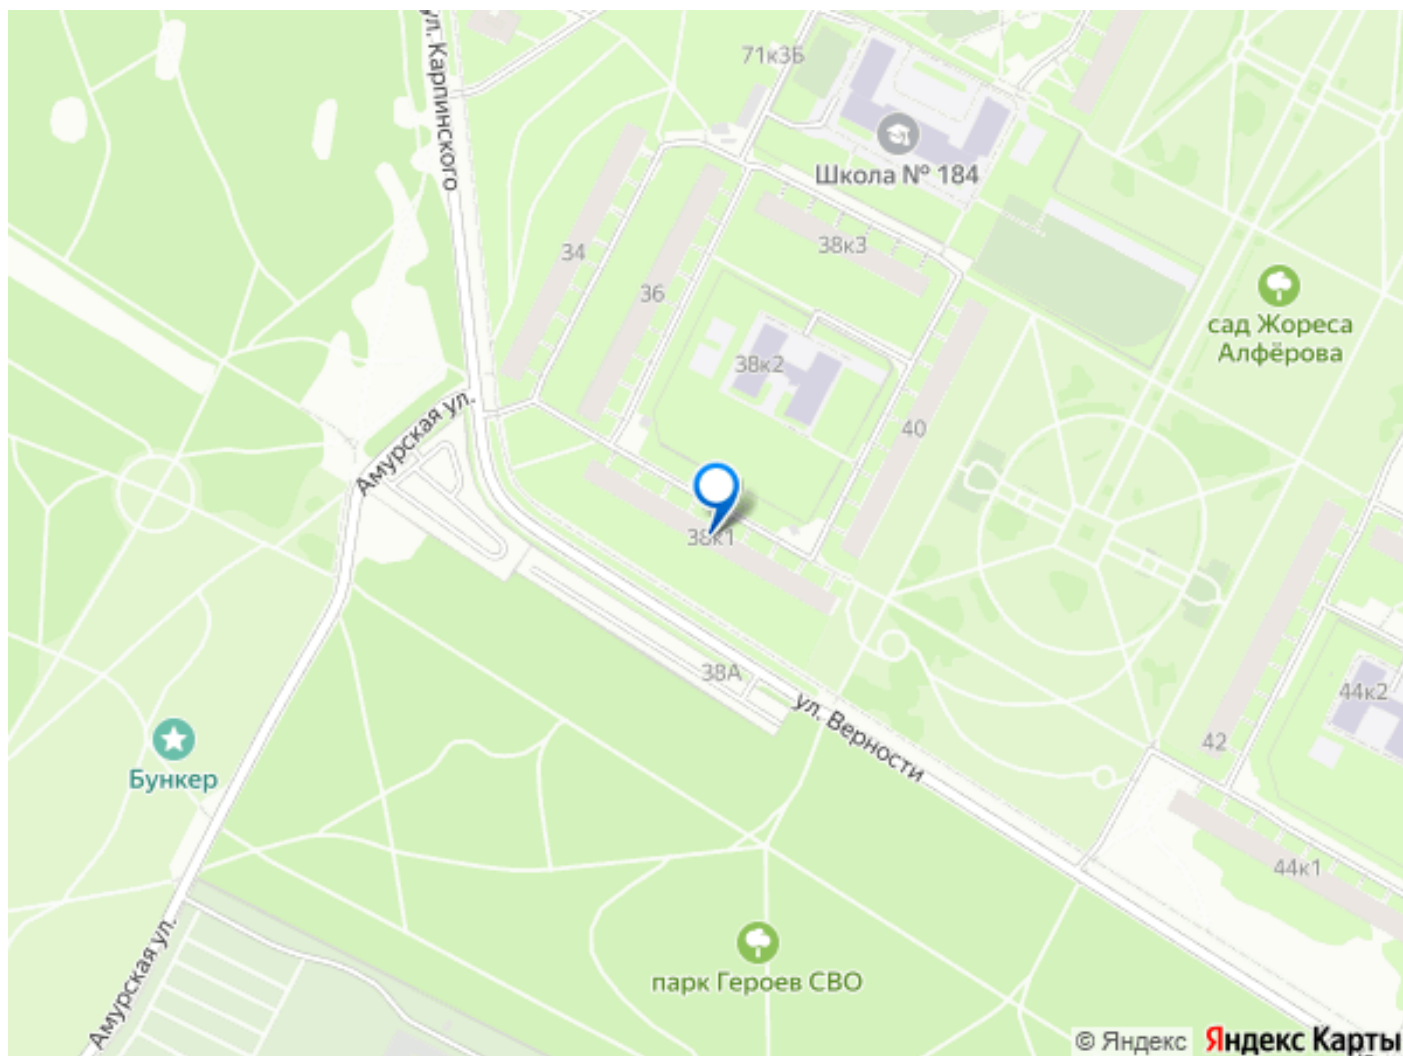 ул. Карпинского
71к3Б
Школа № 184
34
38к3
36
сад Жореса
Алфёрова
38к2
Амурская ул.
40
38к1
38А
ул. Верности
44к2
42
Бункер
44к1
Амурская ул.
парк Героев СВО
© Яндекс Яндекс Карты